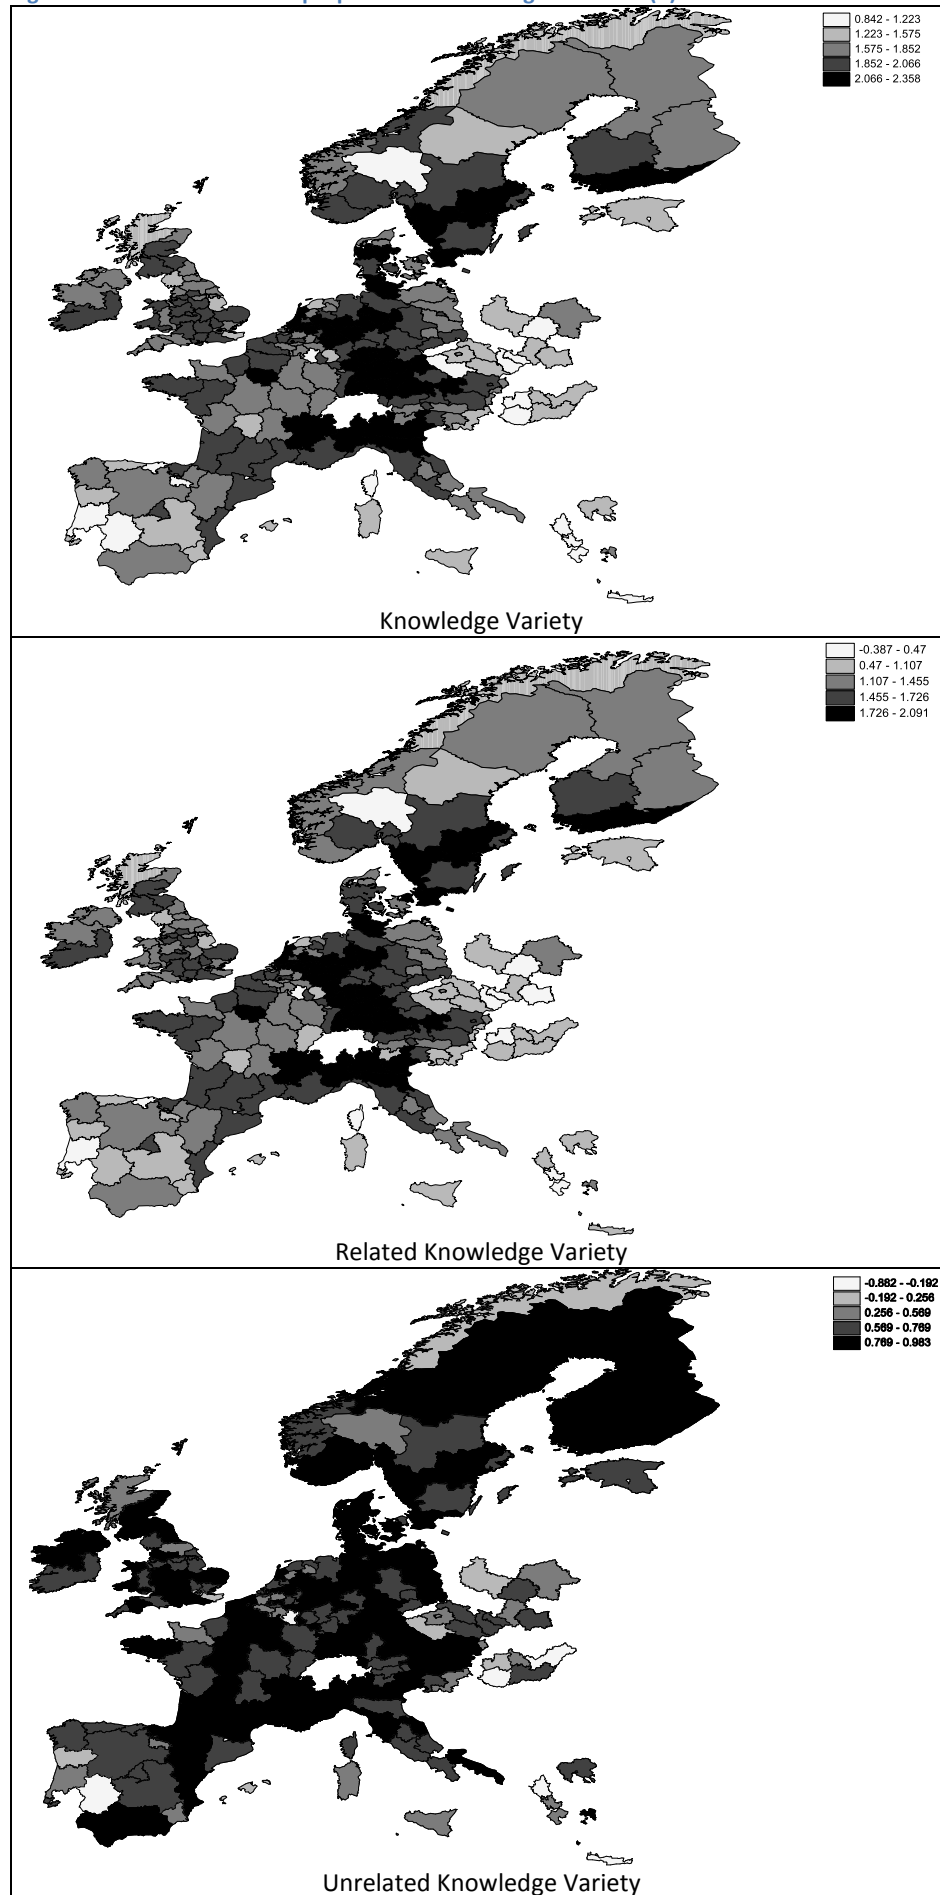 0.842 - 1.223
1.223 - 1.575
1.575 - 1.852
1.852 - 2.066
2.066 - 2.358
Knowledge Variety
-0.387 - 0.47
0.47 - 1.107
1.107 - 1.455
1.455 - 1.726
1.726 - 2.091
Related Knowledge Variety
-0.882 - -0.192
-0.192 - 0.256
0.256 - 0.569
0.569 - 0.769
0.769 - 0.983
Unrelated Knowledge Variety